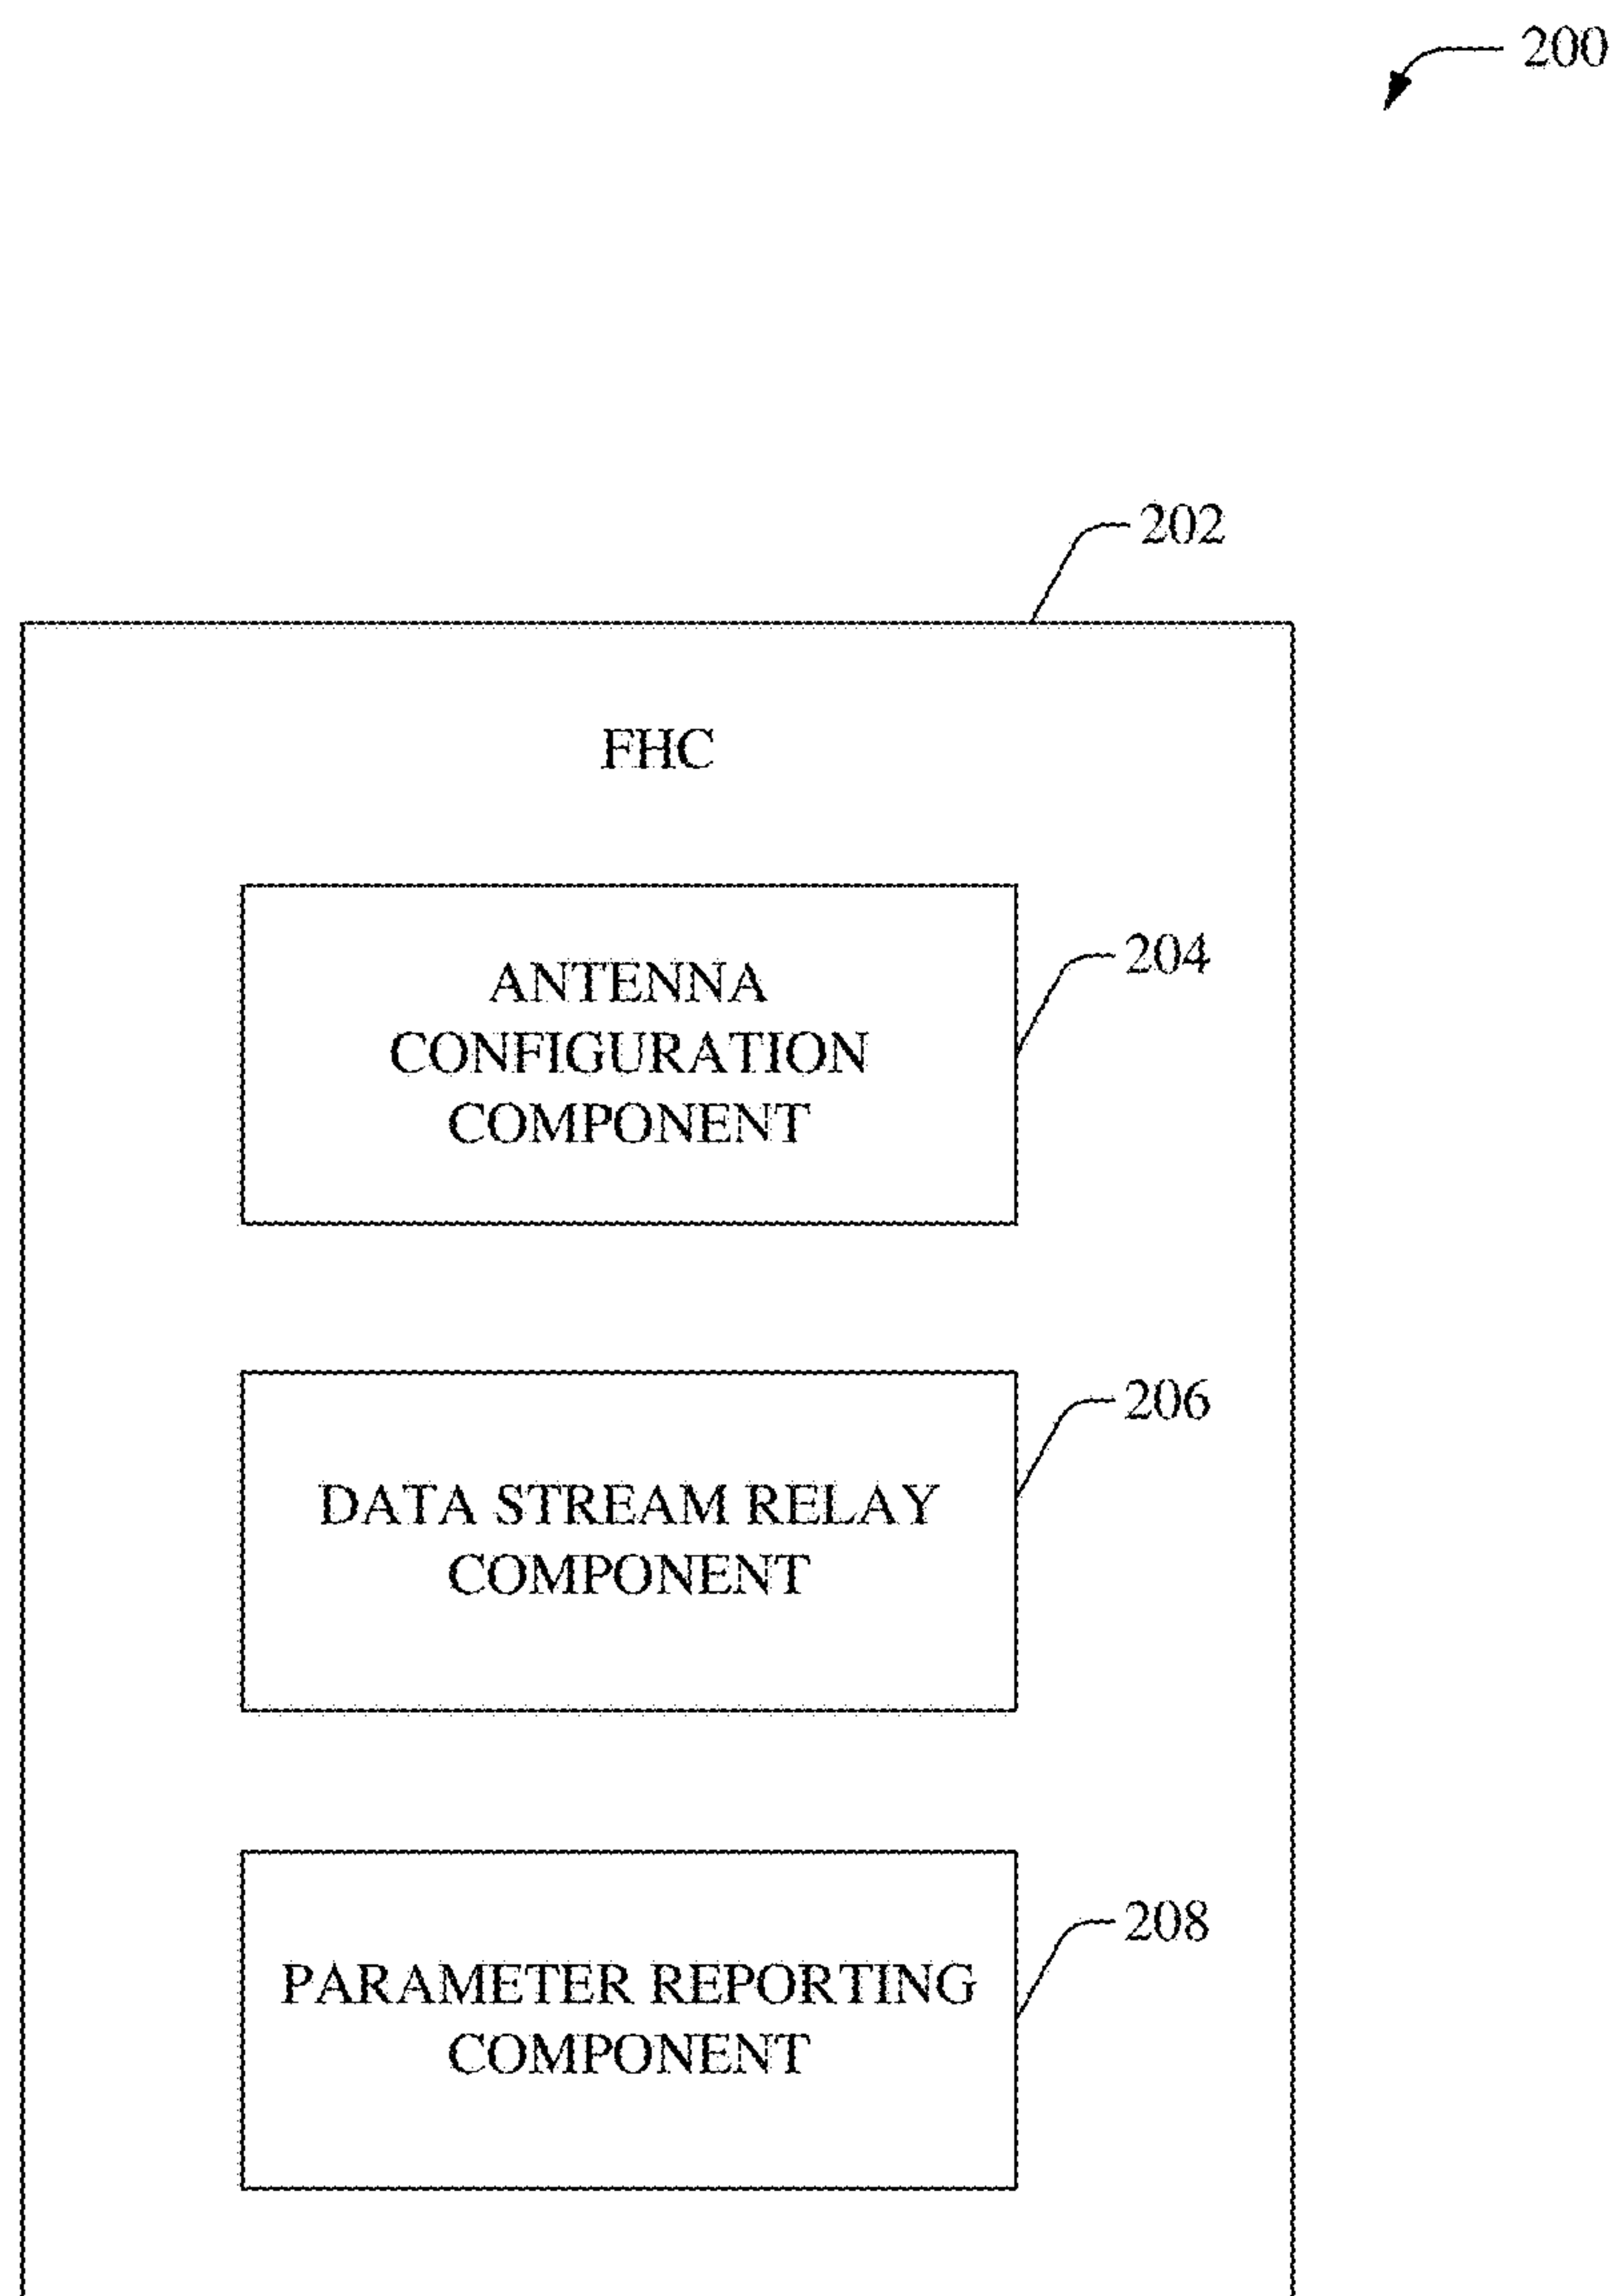 200
202
FHC
ANTENNA
CONFIGURATION
COMPONENT
204
DATA STREAM RELAY
COMPONENT
206
PARAMETER REPORTING
COMPONENT
208